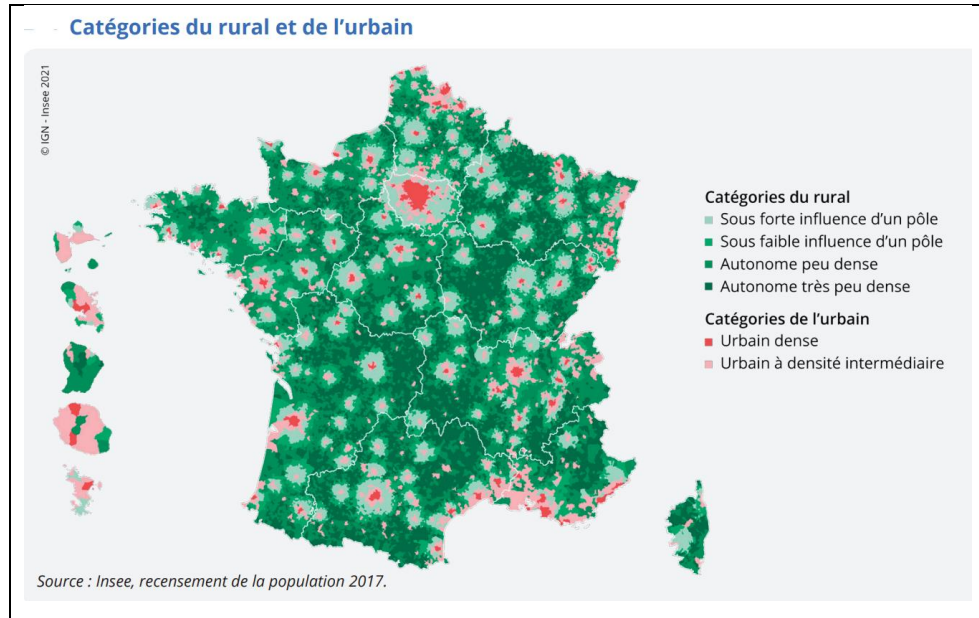 Catégories du rural et de l'urbain
© IGN - Insee 2021
Catégories du rural
Sous forte influence d'un pôle
Sous faible influence d'un pôle
Autonome peu dense
Autonome très peu dense
Catégories de l'urbain
Urbain dense
Urbain à densité intermédiaire
Source : Insee, recensement de la population 2017.